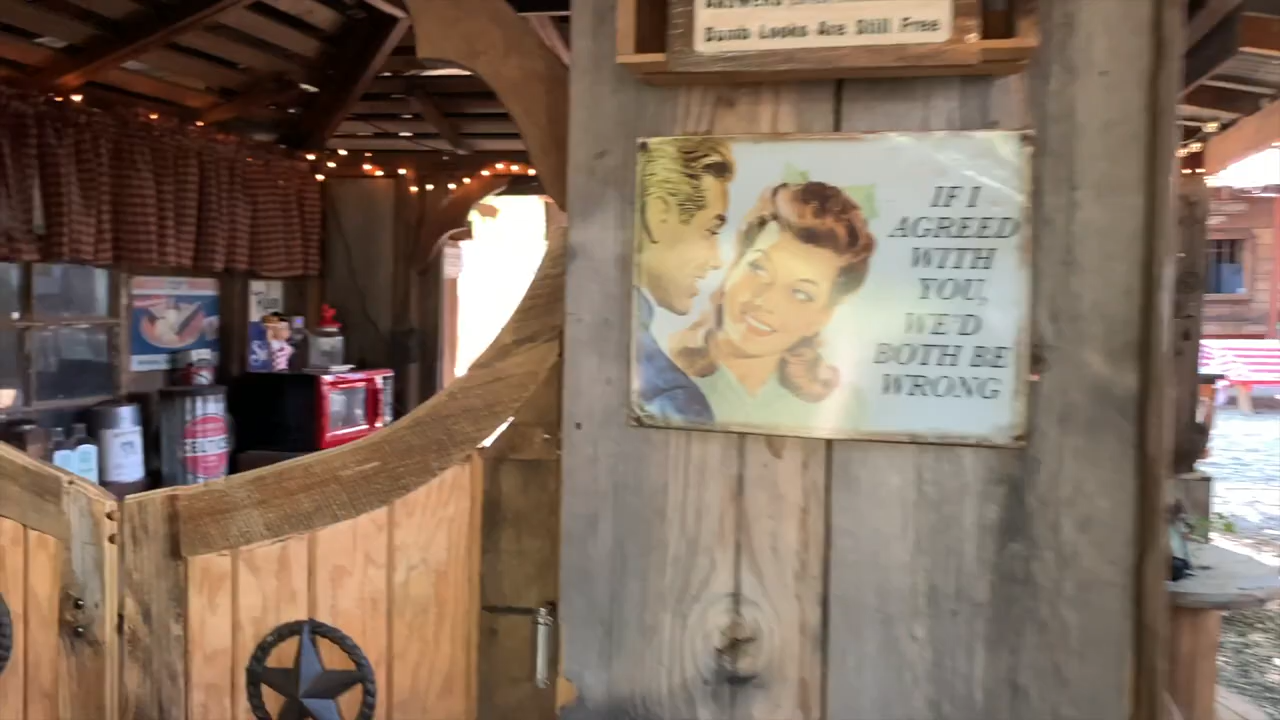 Dumb Looks Are Still Free
IF I
AGREED
WITH
YOU,
WE'D
BOTH BE
WRONG